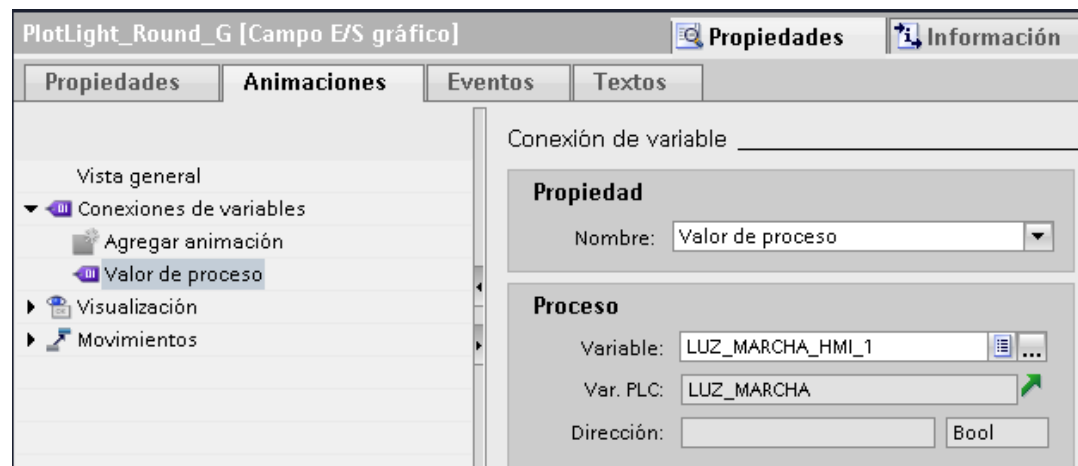 PlotLight_Round_G [Campo E/S gráfico]
Propiedades
Información
Propiedades
Animaciones
Eventos
Textos
Conexión de variable
Vista general
Conexiones de variables
Agregar animación
Valor de proceso
Visualización
Movimientos
Propiedad
Nombre: Valor de proceso
Proceso
Variable: LUZ_MARCHA_HMI_1 ...
Var. PLC: LUZ_MARCHA
Dirección: Bool